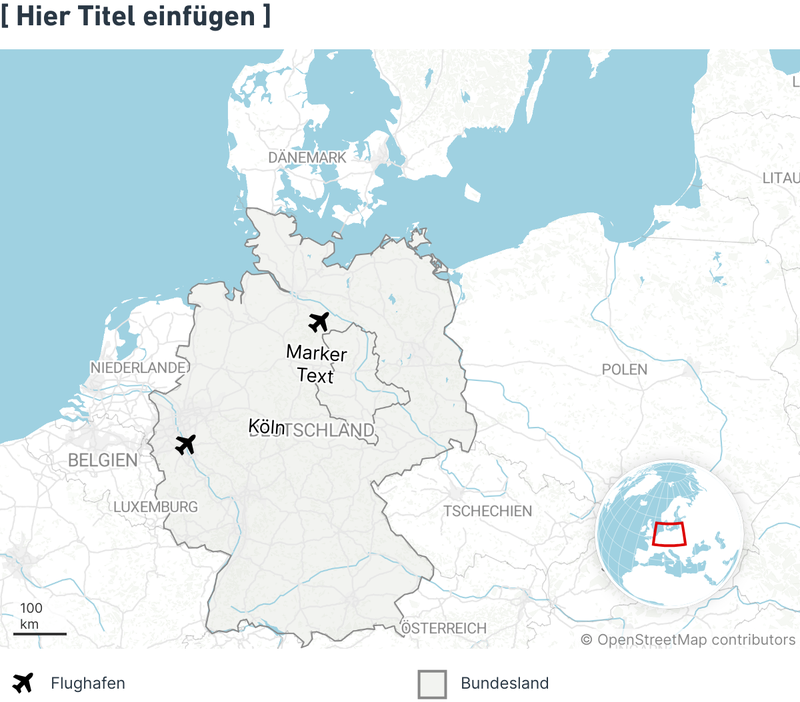 [ Hier Titel einfügen ]
L
DÄNEMARK
LITAU
Marker
Text
NIEDERLANDE
POLEN
Köln
DEUTSCHLAND
BELGIEN
LUXEMBURG
TSCHECHIEN
100
km
ÖSTERREICH
© OpenStreetMap contributors
Flughafen
Bundesland